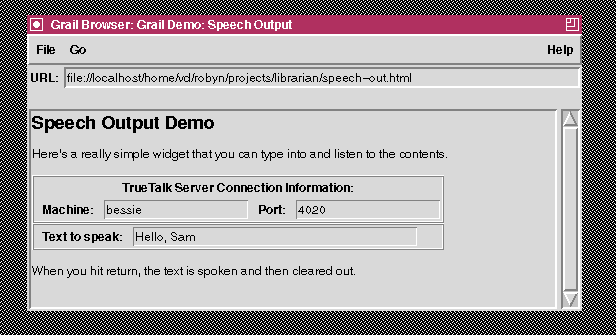 Grail Browser: Grail Demo: Speech Output
File Go Help
URL: file://localhost/home/vd/robyn/projects/librarian/speech-out.html
Speech Output Demo
Here's a really simple widget that you can type into and listen to the contents.
TrueTalk Server Connection Information:
Machine: bessie Port: 4020
Text to speak: Hello, Sam
When you hit return, the text is spoken and then cleared out.